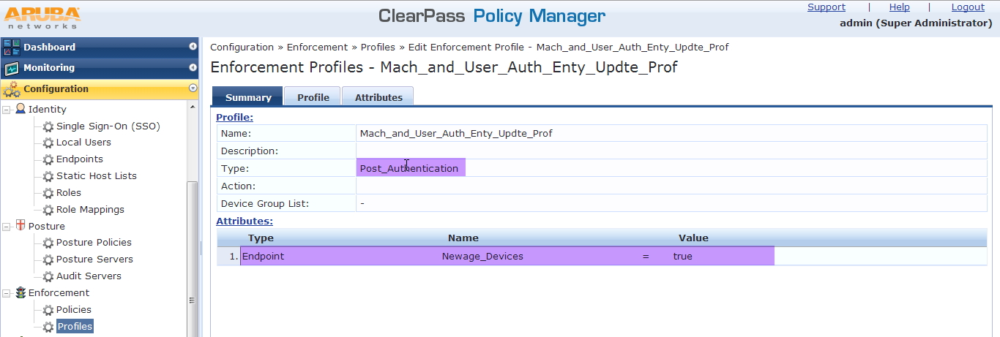 ARUBA
networks
ClearPass Policy Manager
Support | Help | Logout
admin (Super Administrator)
Dashboard
Monitoring
Configuration
Identity
Single Sign-On (SSO)
Local Users
Endpoints
Static Host Lists
Roles
Role Mappings
Posture
Posture Policies
Posture Servers
Audit Servers
Enforcement
Policies
Profiles
Configuration » Enforcement » Profiles » Edit Enforcement Profile - Mach_and_User_Auth_Enty_Updte_Prof
Enforcement Profiles - Mach_and_User_Auth_Enty_Updte_Prof
Summary Profile Attributes
Profile:
Name: Mach_and_User_Auth_Enty_Updte_Prof
Description:
Type: Post_Authentication
Action:
Device Group List: -
Attributes:
Type Name Value
1. Endpoint Newage_Devices = true